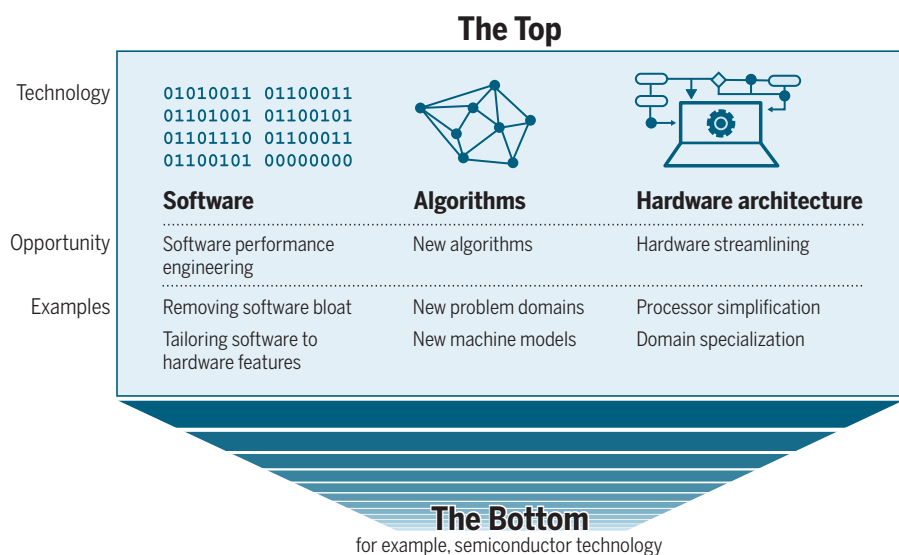 The Top
Technology
01010011 01100011
01101001 01100101
01101110 01100011
01100101 00000000
Software
Algorithms
Hardware architecture
Opportunity
Software performance
engineering
New algorithms
Hardware streamlining
Examples
Removing software bloat
New problem domains
Processor simplification
Tailoring software to
hardware features
New machine models
Domain specialization
The Bottom
for example, semiconductor technology